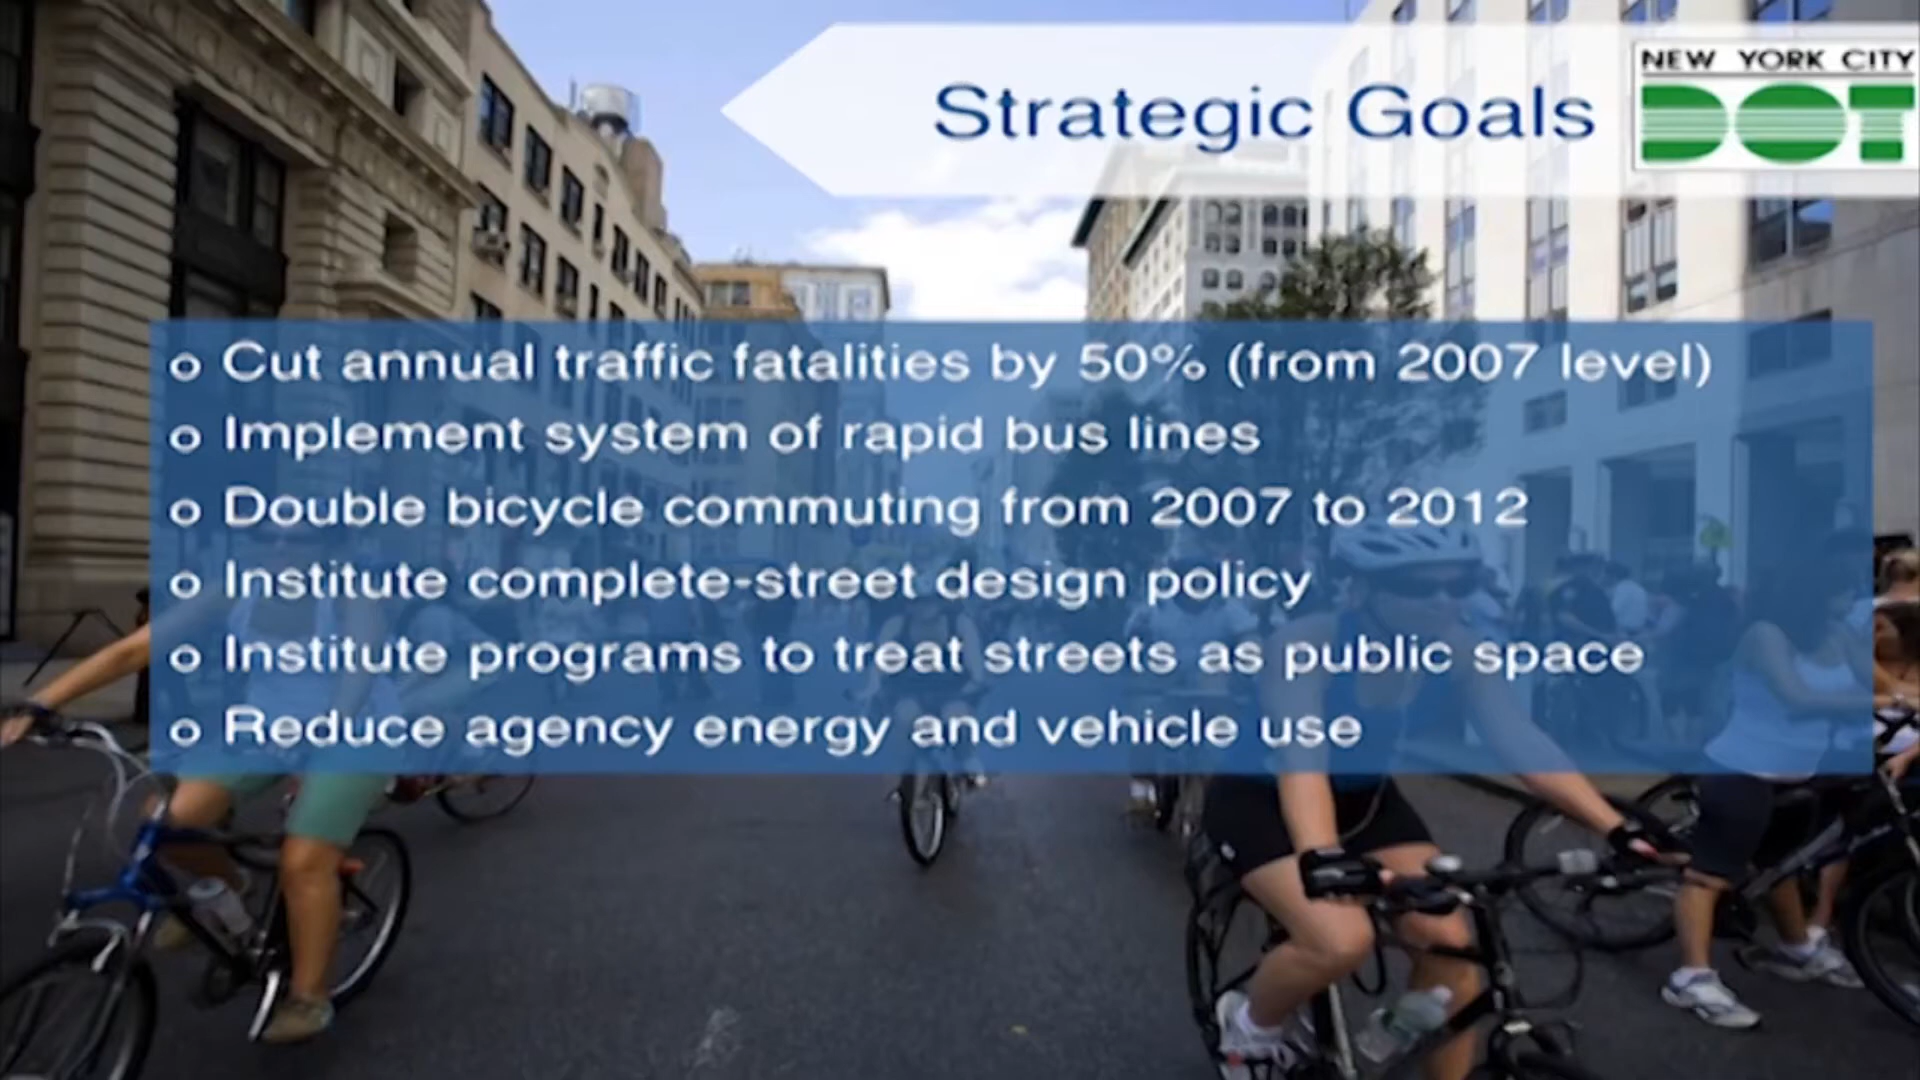 Strategic Goals
NEW YORK CITY
DOT
o Cut annual traffic fatalities by 50% (from 2007 level)
o Implement system of rapid bus lines
o Double bicycle commuting from 2007 to 2012
o Institute complete-street design policy
o Institute programs to treat streets as public space
o Reduce agency energy and vehicle use